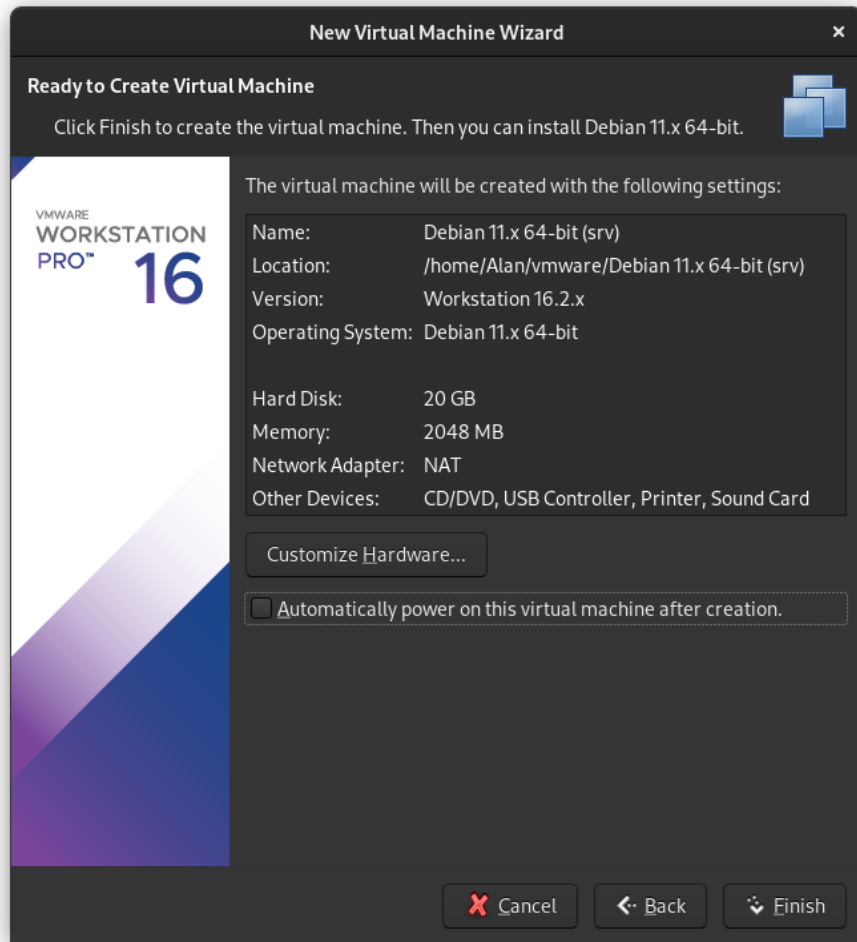 New Virtual Machine Wizard
Ready to Create Virtual Machine
Click Finish to create the virtual machine. Then you can install Debian 11.x 64-bit.
VMWARE
WORKSTATION
PRO™ 16
The virtual machine will be created with the following settings:
Name: Debian 11.x 64-bit (srv)
Location: /home/Alan/vmware/Debian 11.x 64-bit (srv)
Version: Workstation 16.2.x
Operating System: Debian 11.x 64-bit
Hard Disk: 20 GB
Memory: 2048 MB
Network Adapter: NAT
Other Devices: CD/DVD, USB Controller, Printer, Sound Card
Customize Hardware...
Automatically power on this virtual machine after creation.
Cancel Back Finish